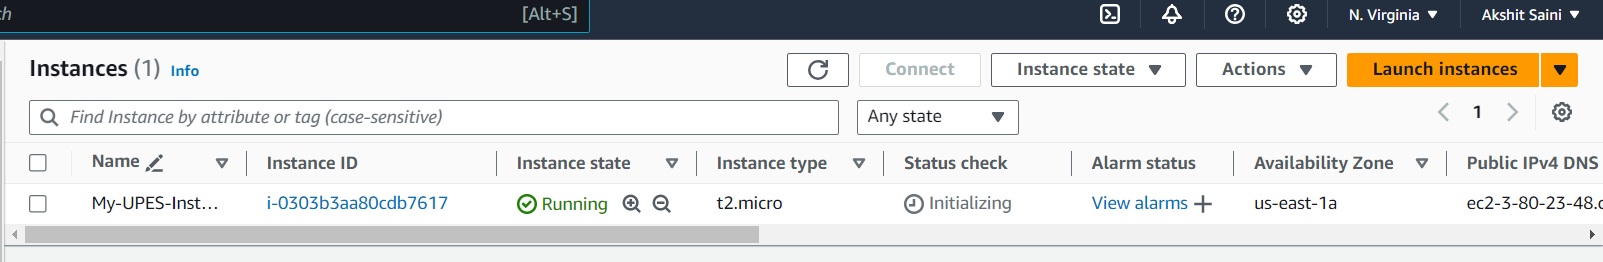 [Alt+S] N. Virginia Akshit Saini
Instances (1) Info Connect Instance state Actions Launch instances
Find Instance by attribute or tag (case-sensitive) Any state 1
Name Instance ID Instance state Instance type Status check Alarm status Availability Zone Public IPv4 DNS
My-UPES-Inst... i-0303b3aa80cdb7617 Running t2.micro Initializing View alarms + us-east-1a ec2-3-80-23-48.c